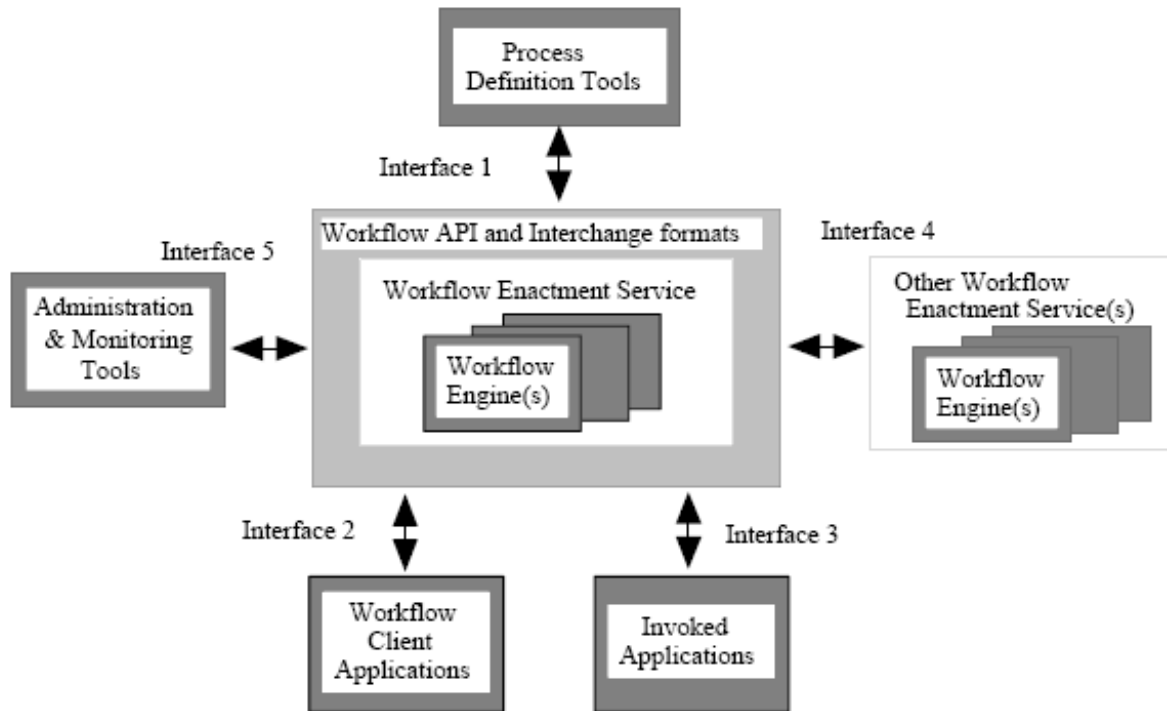 Process
Definition Tools
Interface 1
Workflow API and Interchange formats
Interface 5
Interface 4
Workflow Enactment Service
Workflow
Engine(s)
Administration
& Monitoring
Tools
Other Workflow
Enactment Service(s)
Workflow
Engine(s)
Interface 2
Interface 3
Workflow
Client
Applications
Invoked
Applications